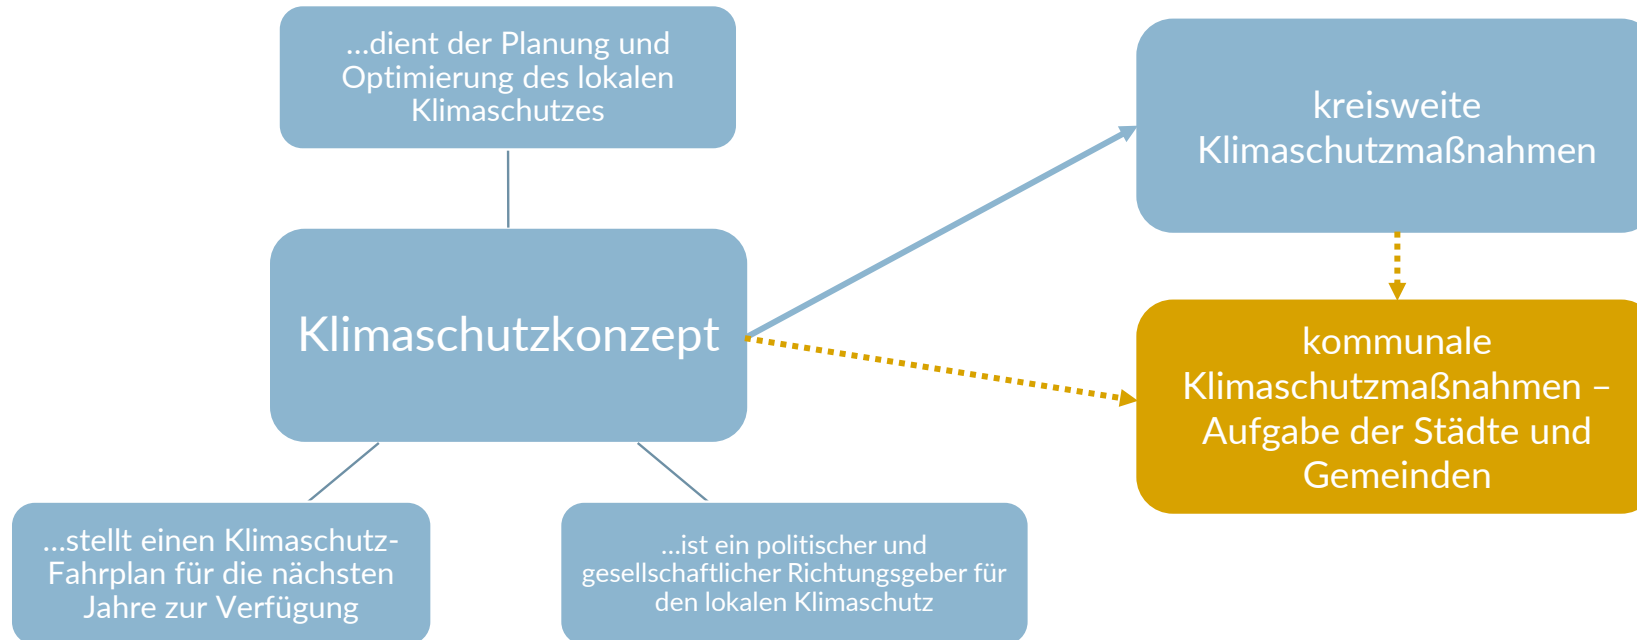 ...dient der Planung und
Optimierung des lokalen
Klimaschutzes
kreisweite
Klimaschutzmaßnahmen
Klimaschutzkonzept
kommunale
Klimaschutzmaßnahmen –
Aufgabe der Städte und
Gemeinden
...stellt einen Klimaschutz-
Fahrplan für die nächsten
Jahre zur Verfügung
...ist ein politischer und
gesellschaftlicher Richtungsgeber für
den lokalen Klimaschutz